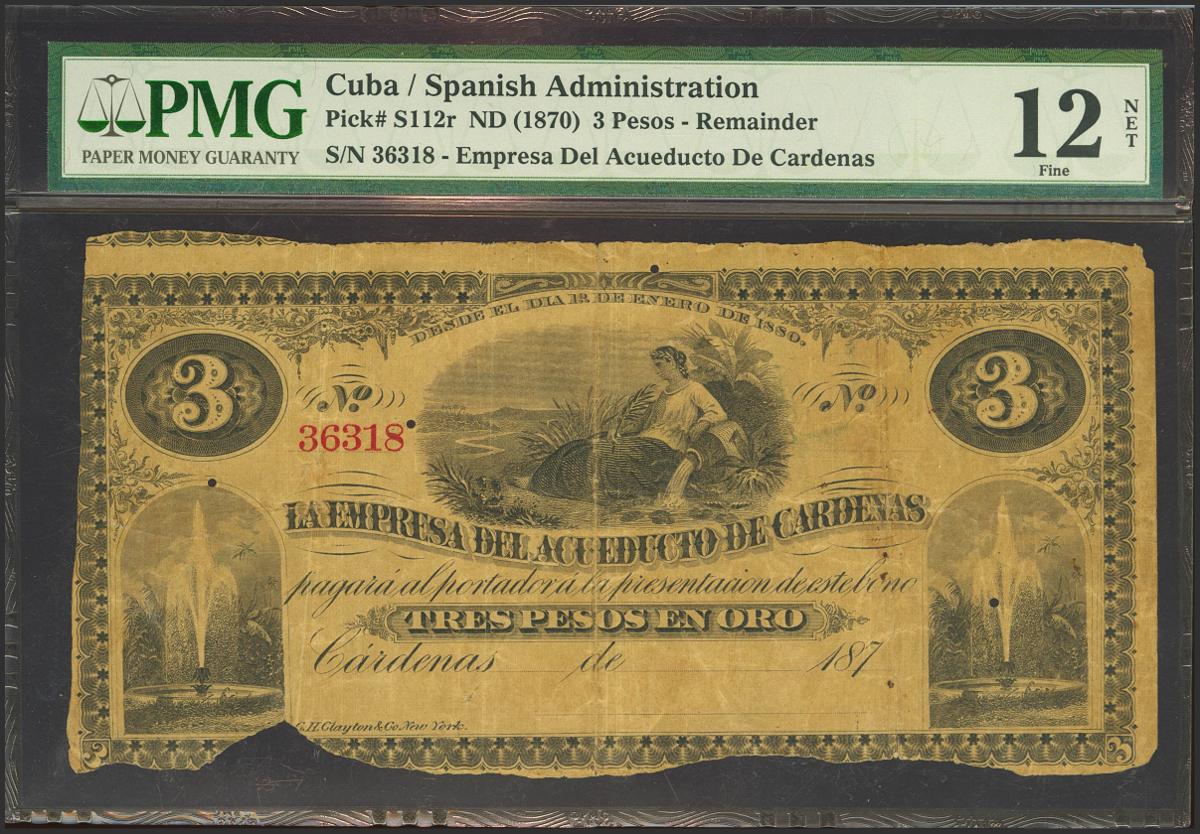 PMG
PAPER MONEY GUARANTY
Cuba / Spanish Administration
Pick# S112r ND (1870) 3 Pesos - Remainder
S/N 36318 - Empresa Del Acueducto De Cardenas
12
NET
Fine
DESDE EL DIA 1º DE ENERO DE 1880.
3
3
Nº
Nº
36318
LA EMPRESA DEL ACUEDUCTO DE CARDENAS
pagará al portador á la presentacion de este bono
TRES PESOS EN ORO
Cárdenas de 187
H. Clayton & Co New York.
3
3